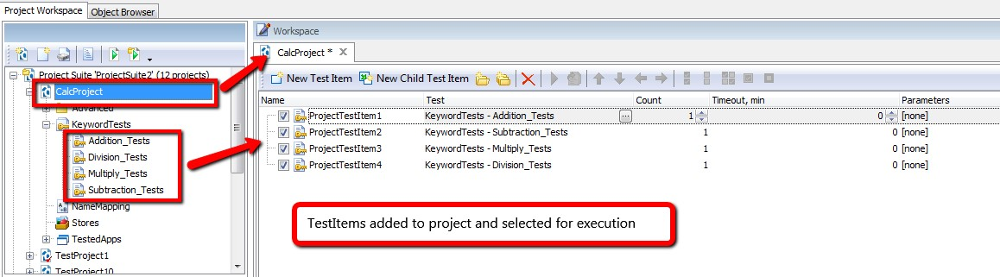 Project Workspace Object Browser
Workspace
CalcProject * X
New Test Item New Child Test Item
Project Suite 'ProjectSuite2' (12 projects)
CalcProject
Advanced
KeywordTests
Addition_Tests
Division_Tests
Multiply_Tests
Subtraction_Tests
NameMapping
Stores
TestedApps
TestProject1
TestProject10
Name Test Count Timeout, min Parameters
ProjectTestItem1 KeywordTests - Addition_Tests ... 1 0 [none]
ProjectTestItem2 KeywordTests - Subtraction_Tests 1 0 [none]
ProjectTestItem3 KeywordTests - Multiply_Tests 1 0 [none]
ProjectTestItem4 KeywordTests - Division_Tests 1 0 [none]
TestItems added to project and selected for execution